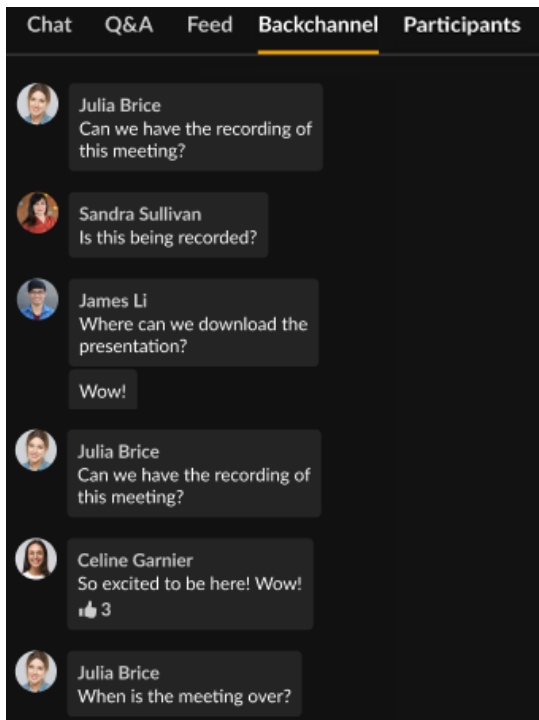 Chat Q&A Feed Backchannel Participants
Julia Brice
Can we have the recording of
this meeting?
Sandra Sullivan
Is this being recorded?
James Li
Where can we download the
presentation?
Wow!
Julia Brice
Can we have the recording of
this meeting?
Celine Garnier
So excited to be here! Wow!
3
Julia Brice
When is the meeting over?